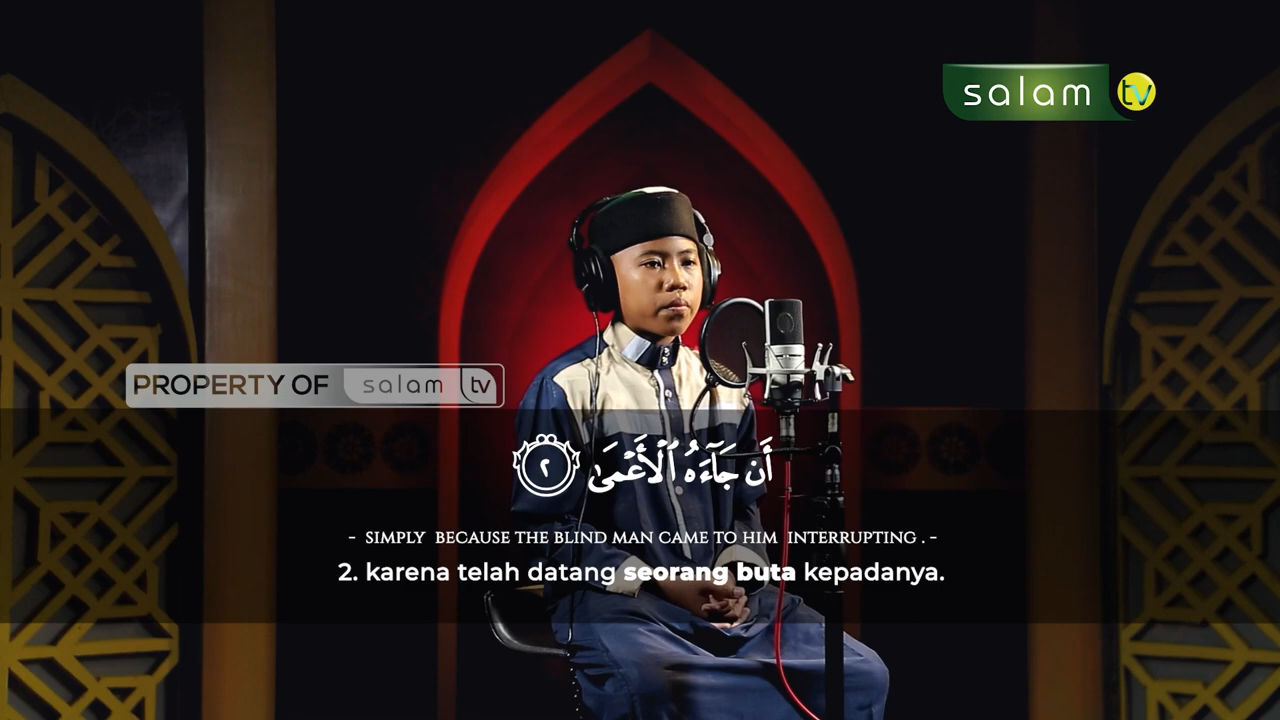 salam tv
PROPERTY OF salam tv
أَن جَآءَهُ ٱلْأَعْمَىٰ ٢
- SIMPLY BECAUSE THE BLIND MAN CAME TO HIM INTERRUPTING . -
2. karena telah datang seorang buta kepadanya.